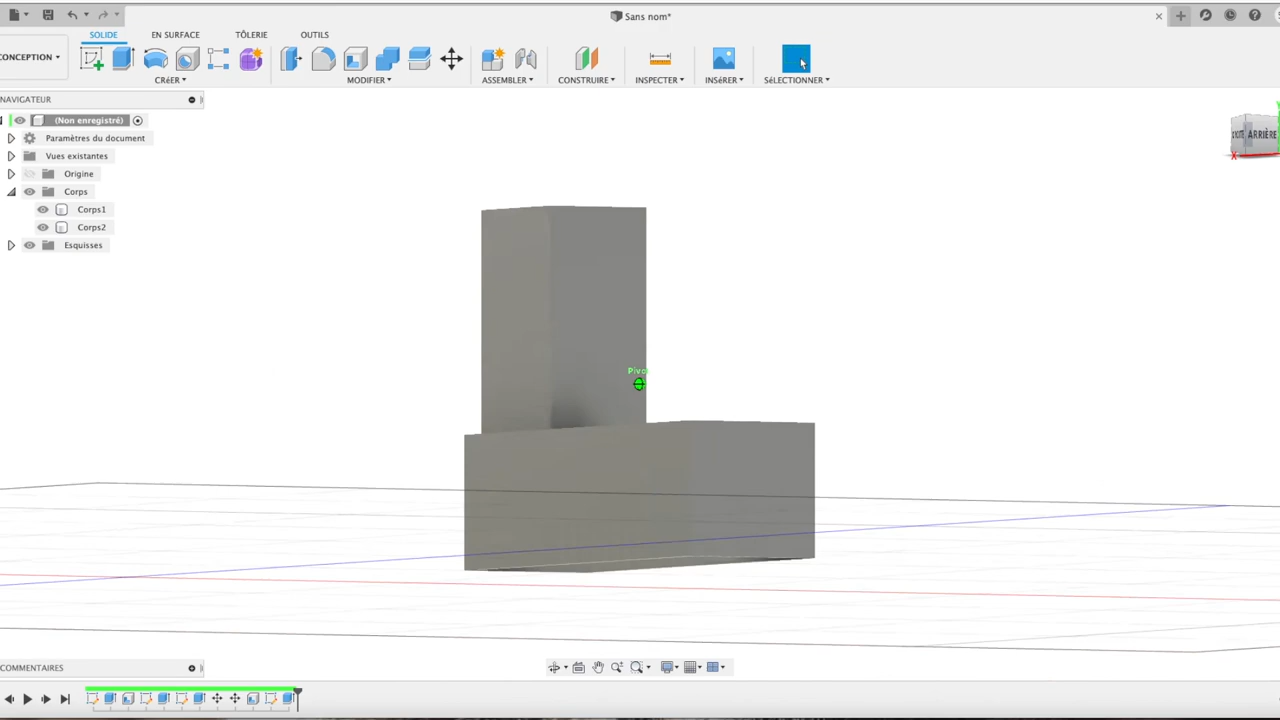 Sans nom*
SOLIDE EN SURFACE TÔLERIE OUTILS
CONCEPTION
CRÉER MODIFIER ASSEMBLER CONSTRUIRE INSPECTER INSÉRER SÉLECTIONNER
NAVIGATEUR
(Non enregistré)
Paramètres du document
Vues existantes
Origine
Corps
Corps1
Corps2
Esquisses
ARRIÈRE
X
Y
COMMENTAIRES